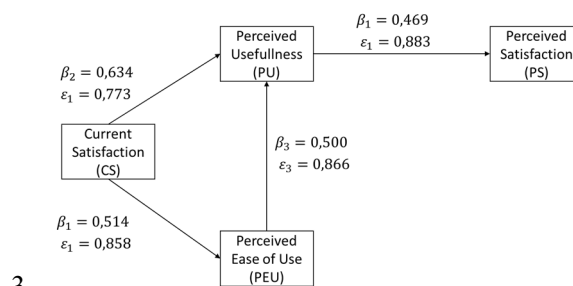 β₁ = 0,469
ε₁ = 0,883
Perceived
Usefullness
(PU)
Perceived
Satisfaction
(PS)
β₂ = 0,634
ε₁ = 0,773
Current
Satisfaction
(CS)
β₃ = 0,500
ε₃ = 0,866
β₁ = 0,514
ε₁ = 0,858
Perceived
Ease of Use
(PEU)
3